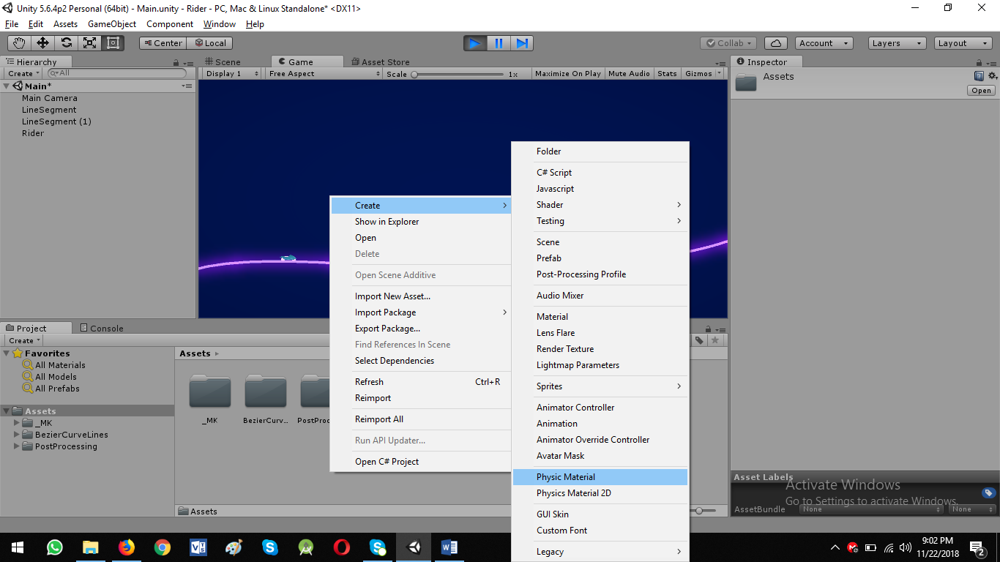 Unity 5.6.4p2 Personal (64bit) - Main.unity - Rider - PC, Mac & Linux Standalone* <DX11>
File Edit Assets GameObject Component Window Help
Center Local Collab Account Layers Layout
Hierarchy
Create All
Main*
Main Camera
LineSegment
LineSegment (1)
Rider
Scene Game Asset Store
Display 1 Free Aspect Scale 1x Maximize On Play Mute Audio Stats Gizmos
Inspector
Assets
Open
Create
Show in Explorer
Open
Delete
Open Scene Additive
Import New Asset...
Import Package
Export Package...
Find References In Scene
Select Dependencies
Refresh Ctrl+R
Reimport
Reimport All
Run API Updater...
Open C# Project
Folder
C# Script
Javascript
Shader
Testing
Scene
Prefab
Post-Processing Profile
Audio Mixer
Material
Lens Flare
Render Texture
Lightmap Parameters
Sprites
Animator Controller
Animation
Animator Override Controller
Avatar Mask
Physic Material
Physics Material 2D
GUI Skin
Custom Font
Legacy
Project Console
Create
Favorites
All Materials
All Models
All Prefabs
Assets
_MK
BezierCurveLines
PostProcessing
Assets
_MK BezierCurv... PostProc
Assets
Asset Labels
Activate Windows
Go to Settings to activate Windows.
AssetBundle None None
9:02 PM
11/22/2018
2